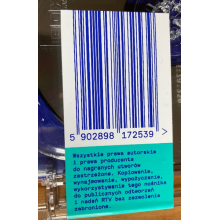 5 902898 172539 >
Wszystkie prawa autorskie
i prawa producenta
do nagranych utworów
zastrzeżone. Kopiowanie,
wynajmowanie, wypożyczanie,
wykorzystywanie tego nośnika
do publicznych odtworzeń
i nadań RTV bez zezwolenia
zabronione.